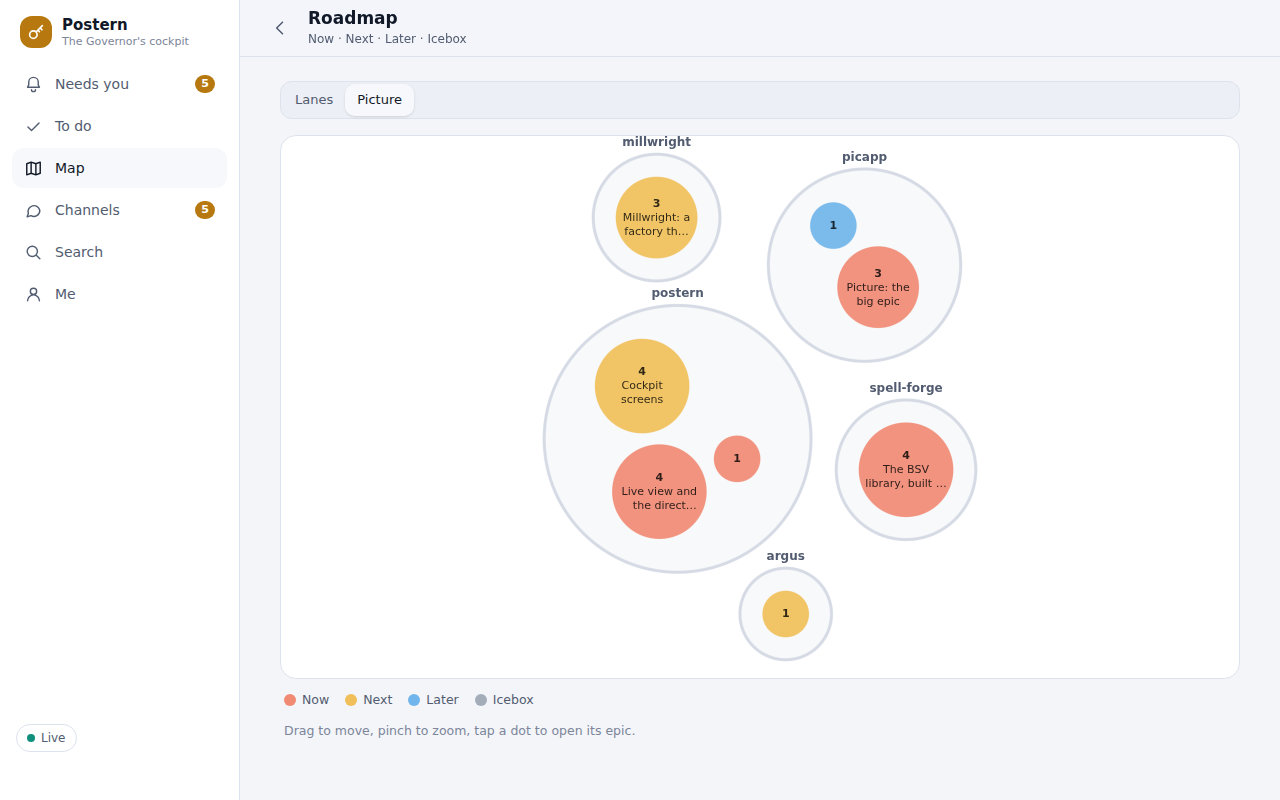 Postern
The Governor's cockpit
Needs you
5
To do
Map
Channels
5
Search
Me
Live
Roadmap
Now · Next · Later · Icebox
Lanes
Picture
millwright
3
Millwright: a
factory th…
picapp
1
3
Picture: the
big epic
postern
4
Cockpit
screens
4
Live view and
the direct…
1
spell-forge
4
The BSV
library, built …
argus
1
Now
Next
Later
Icebox
Drag to move, pinch to zoom, tap a dot to open its epic.